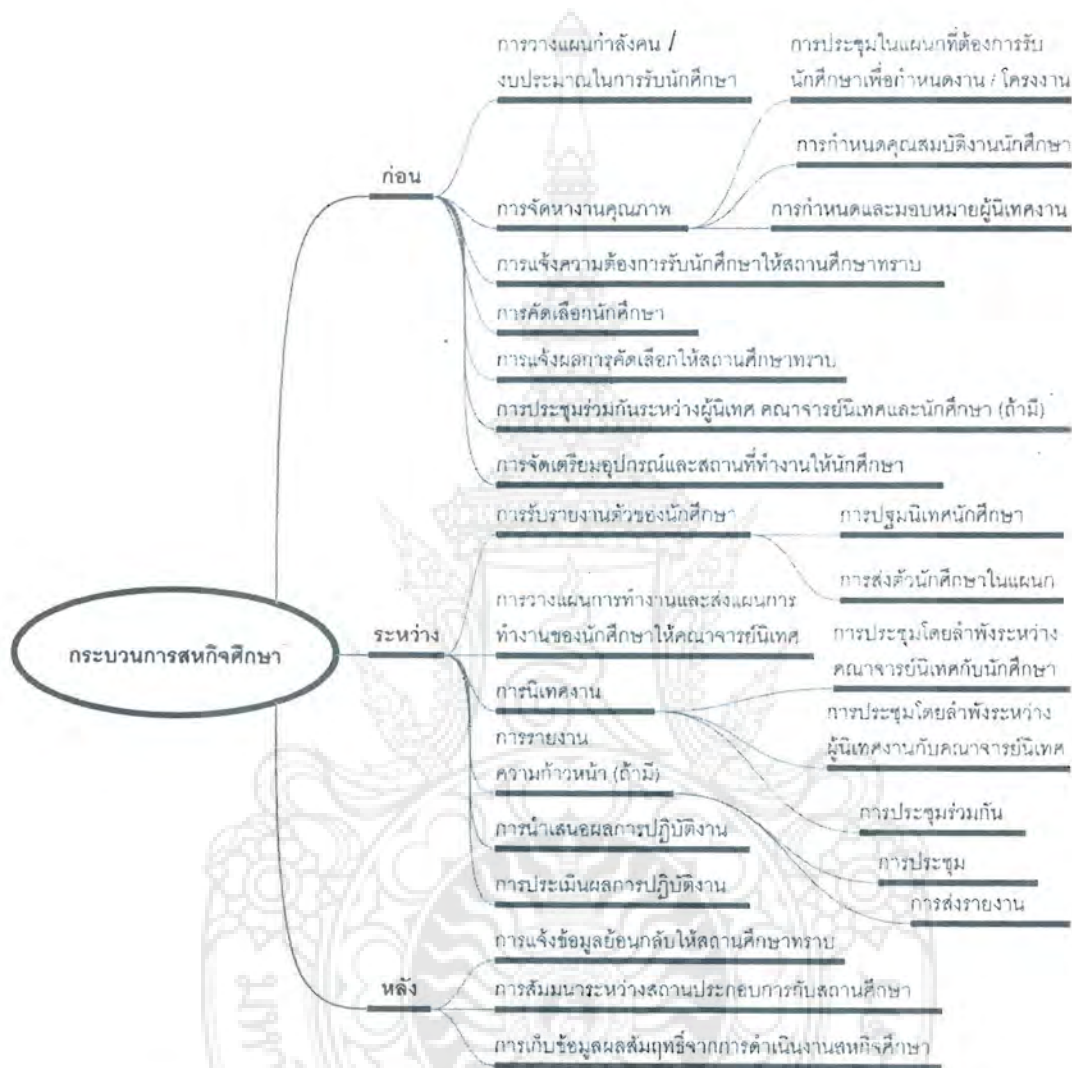 การวางแผนกำลังคน /
งบประมาณในการรับนักศึกษา
การประชุมในแผนกที่ต้องการรับ
นักศึกษาเพื่อกำหนดงาน / โครงงาน
การกำหนดคุณสมบัติงานนักศึกษา
ก่อน
การจัดหางานคุณภาพ
การกำหนดและมอบหมายผู้นิเทศงาน
การแจ้งความต้องการรับนักศึกษาให้สถานศึกษาทราบ
การคัดเลือกนักศึกษา
การแจ้งผลการคัดเลือกให้สถานศึกษาทราบ
การประชุมร่วมกันระหว่างผู้นิเทศ คณาจารย์นิเทศและนักศึกษา (ถ้ามี)
การจัดเตรียมอุปกรณ์และสถานที่ทำงานให้นักศึกษา
กระบวนการสหกิจศึกษา
ระหว่าง
การรับรายงานตัวของนักศึกษา
การปฐมนิเทศนักศึกษา
การส่งตัวนักศึกษาในแผนก
การวางแผนการทำงานและส่งแผนการ
ทำงานของนักศึกษาให้คณาจารย์นิเทศ
การนิเทศงาน
การประชุมโดยลำพังระหว่าง
คณาจารย์นิเทศกับนักศึกษา
การประชุมโดยลำพังระหว่าง
ผู้นิเทศงานกับคณาจารย์นิเทศ
การประชุมร่วมกัน
การรายงาน
ความก้าวหน้า (ถ้ามี)
การประชุม
การส่งรายงาน
การนำเสนอผลการปฏิบัติงาน
การประเมินผลการปฏิบัติงาน
หลัง
การแจ้งข้อมูลย้อนกลับให้สถานศึกษาทราบ
การสัมมนาระหว่างสถานประกอบการกับสถานศึกษา
การเก็บข้อมูลผลสัมฤทธิ์จากการดำเนินงานสหกิจศึกษา